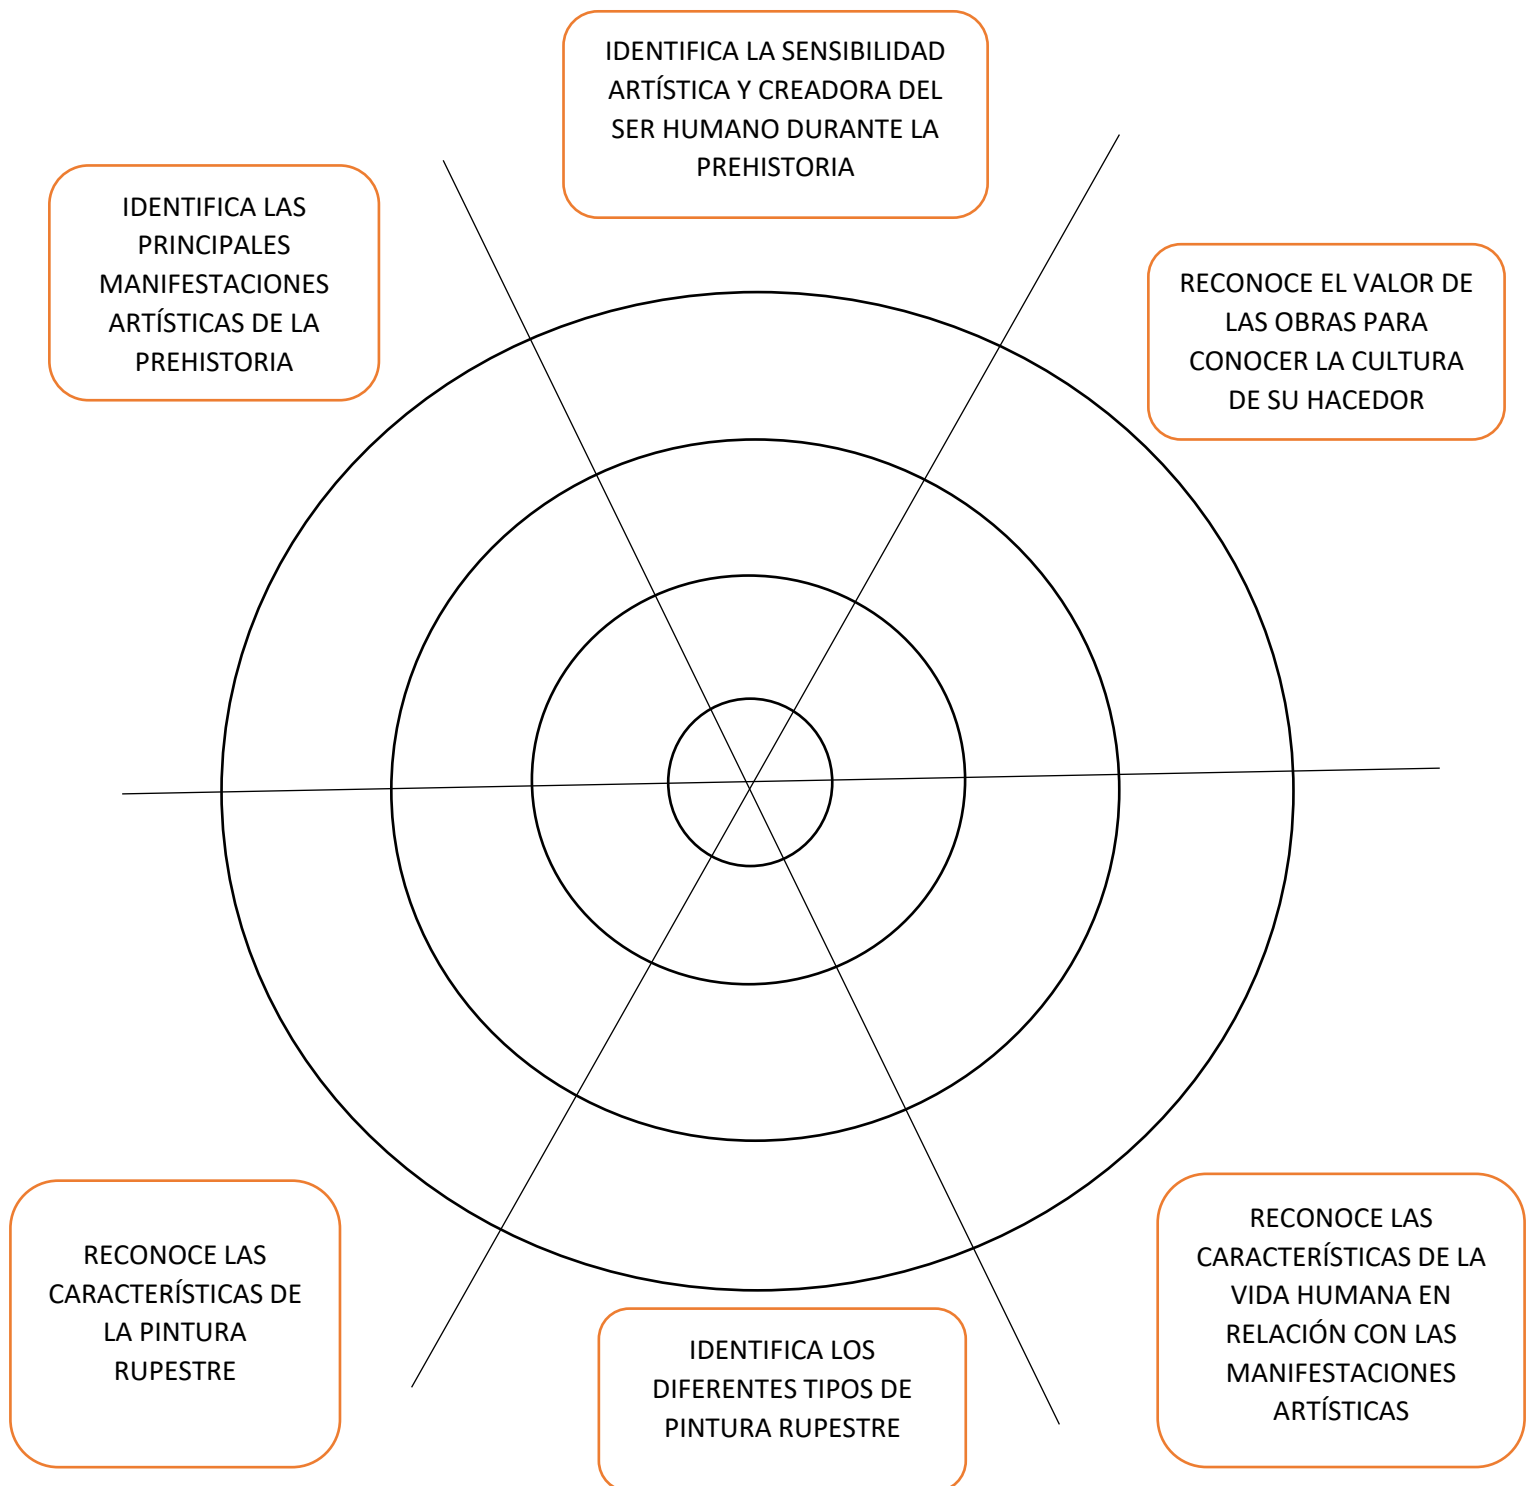 IDENTIFICA LA SENSIBILIDAD
ARTÍSTICA Y CREADORA DEL
SER HUMANO DURANTE LA
PREHISTORIA
IDENTIFICA LAS
PRINCIPALES
MANIFESTACIONES
ARTÍSTICAS DE LA
PREHISTORIA
RECONOCE EL VALOR DE
LAS OBRAS PARA
CONOCER LA CULTURA
DE SU HACEDOR
RECONOCE LAS
CARACTERÍSTICAS DE
LA PINTURA
RUPESTRE
IDENTIFICA LOS
DIFERENTES TIPOS DE
PINTURA RUPESTRE
RECONOCE LAS
CARACTERÍSTICAS DE LA
VIDA HUMANA EN
RELACIÓN CON LAS
MANIFESTACIONES
ARTÍSTICAS